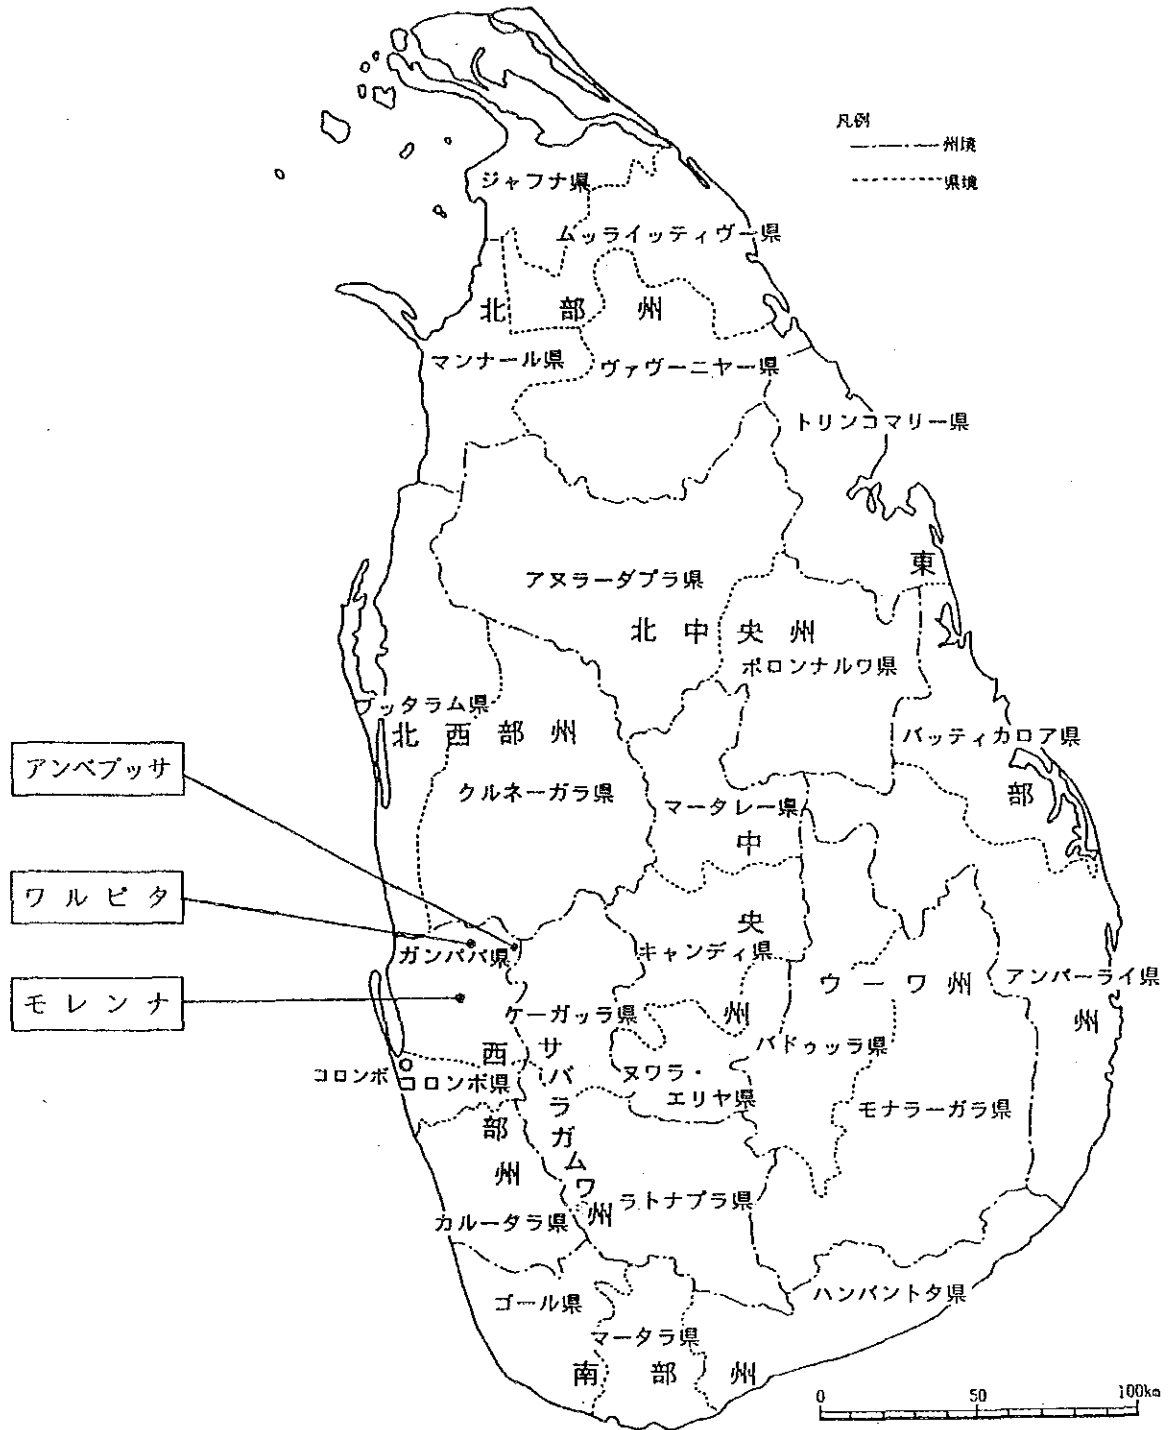 凡例
州境
県境
ジャフナ県
ムッライッティヴー県
北部州
マンナール県
ヴァヴーニヤー県
トリンコマリー県
アヌラーダプラ県
北中央州
ポロンナルワ県
東部州
プッタラム県
北西部州
クルネーガラ県
バッティカロア県
マータレー県
中央州
アンベプッサ
ワルピタ
モレンナ
ガンパハ県
キャンディ県
ウーワ州
アンパーライ県
ケーガッラ県
西部州
サバラガムワ州
ヌワラ・
エリヤ県
バドゥッラ県
コロンボ
コロンボ県
モナラーガラ県
ラトナプラ県
カルータラ県
ゴール県
ハンバントタ県
マータラ県
南部州
0 50 100km